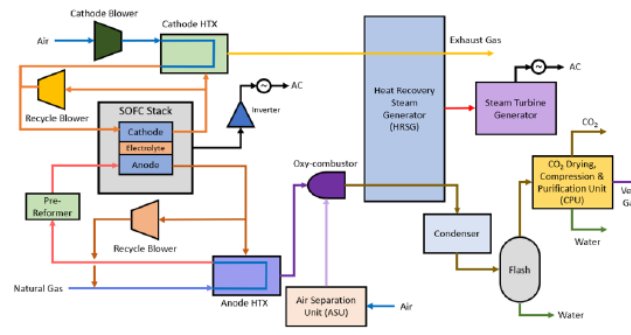 Cathode Blower
Cathode HTX
Air
Exhaust Gas
Recycle Blower
SOFC Stack
Cathode
Electrolyte
Anode
Inverter
AC
Heat Recovery
Steam
Generator
(HRSG)
Steam Turbine
Generator
AC
CO2
CO2 Drying,
Compression &
Purification Unit
(CPU)
Gas
Water
Oxy-combustor
Pre-
Reformer
Recycle Blower
Condenser
Flash
Natural Gas
Anode HTX
Air Separation
Unit (ASU)
Air
Water